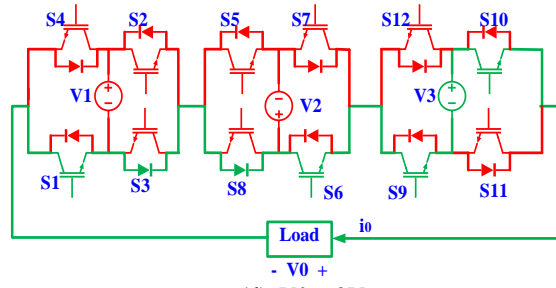 S4 S2 S5 S7 S12 S10
+ - + -
V1 V2 V3
- + -
S1 S3 S8 S6 S9 S11
Load i0
- V0 +